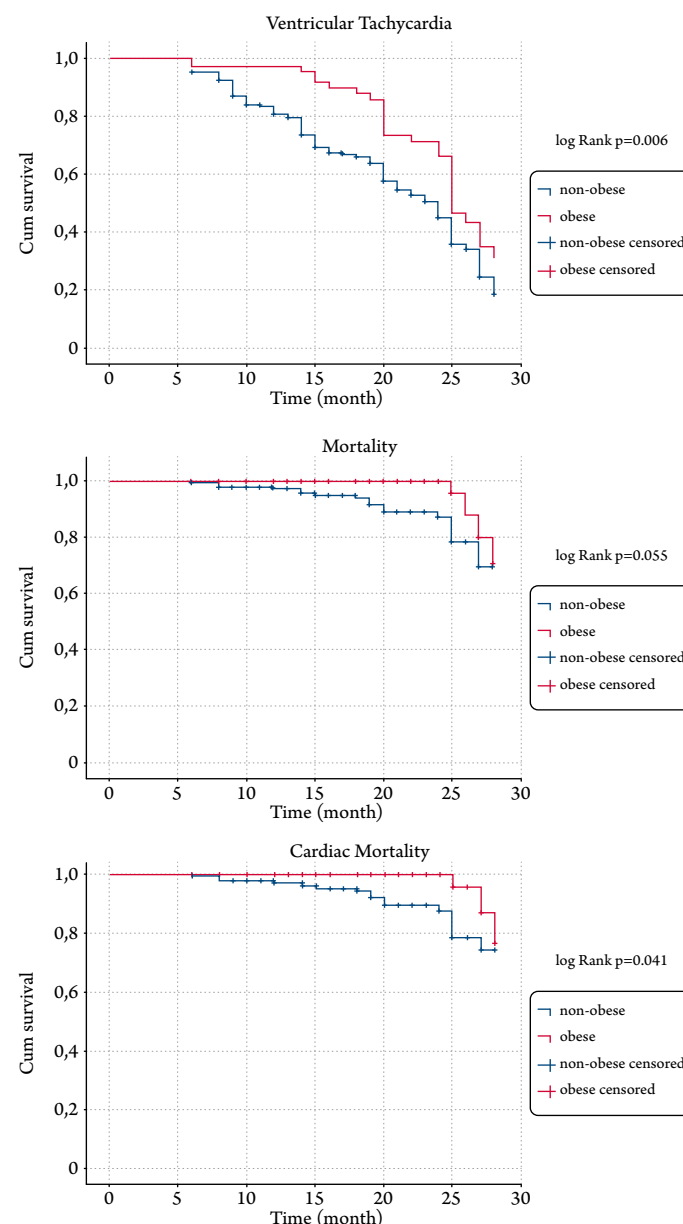 Ventricular Tachycardia
1,0
0,8
0,6
0,4
0,2
0
Cum survival
0 5 10 15 20 25 30
Time (month)
log Rank p=0.006
non-obese
obese
non-obese censored
obese censored
Mortality
1,0
0,8
0,6
0,4
0,2
0
Cum survival
0 5 10 15 20 25 30
Time (month)
log Rank p=0.055
non-obese
obese
non-obese censored
obese censored
Cardiac Mortality
1,0
0,8
0,6
0,4
0,2
0
Cum survival
0 5 10 15 20 25 30
Time (month)
log Rank p=0.041
non-obese
obese
non-obese censored
obese censored